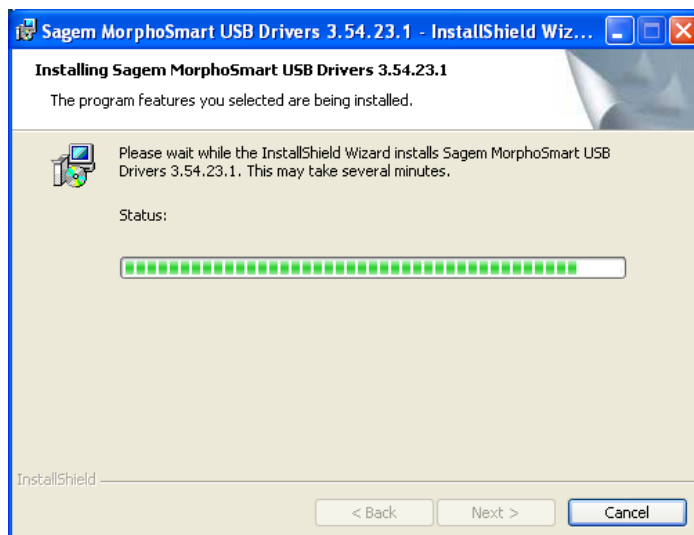 Sagem MorphoSmart USB Drivers 3.54.23.1 - InstallShield Wiz...
Installing Sagem MorphoSmart USB Drivers 3.54.23.1
The program features you selected are being installed.
Please wait while the InstallShield Wizard installs Sagem MorphoSmart USB
Drivers 3.54.23.1. This may take several minutes.
Status:
InstallShield
< Back
Next >
Cancel